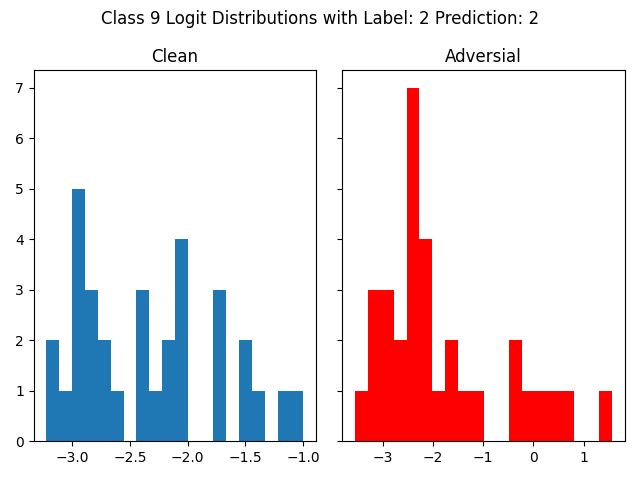 Class 9 Logit Distributions with Label: 2 Prediction: 2
Clean
Adversial
7
6
5
4
3
2
1
0
−3.0 −2.5 −2.0 −1.5 −1.0
−3 −2 −1 0 1